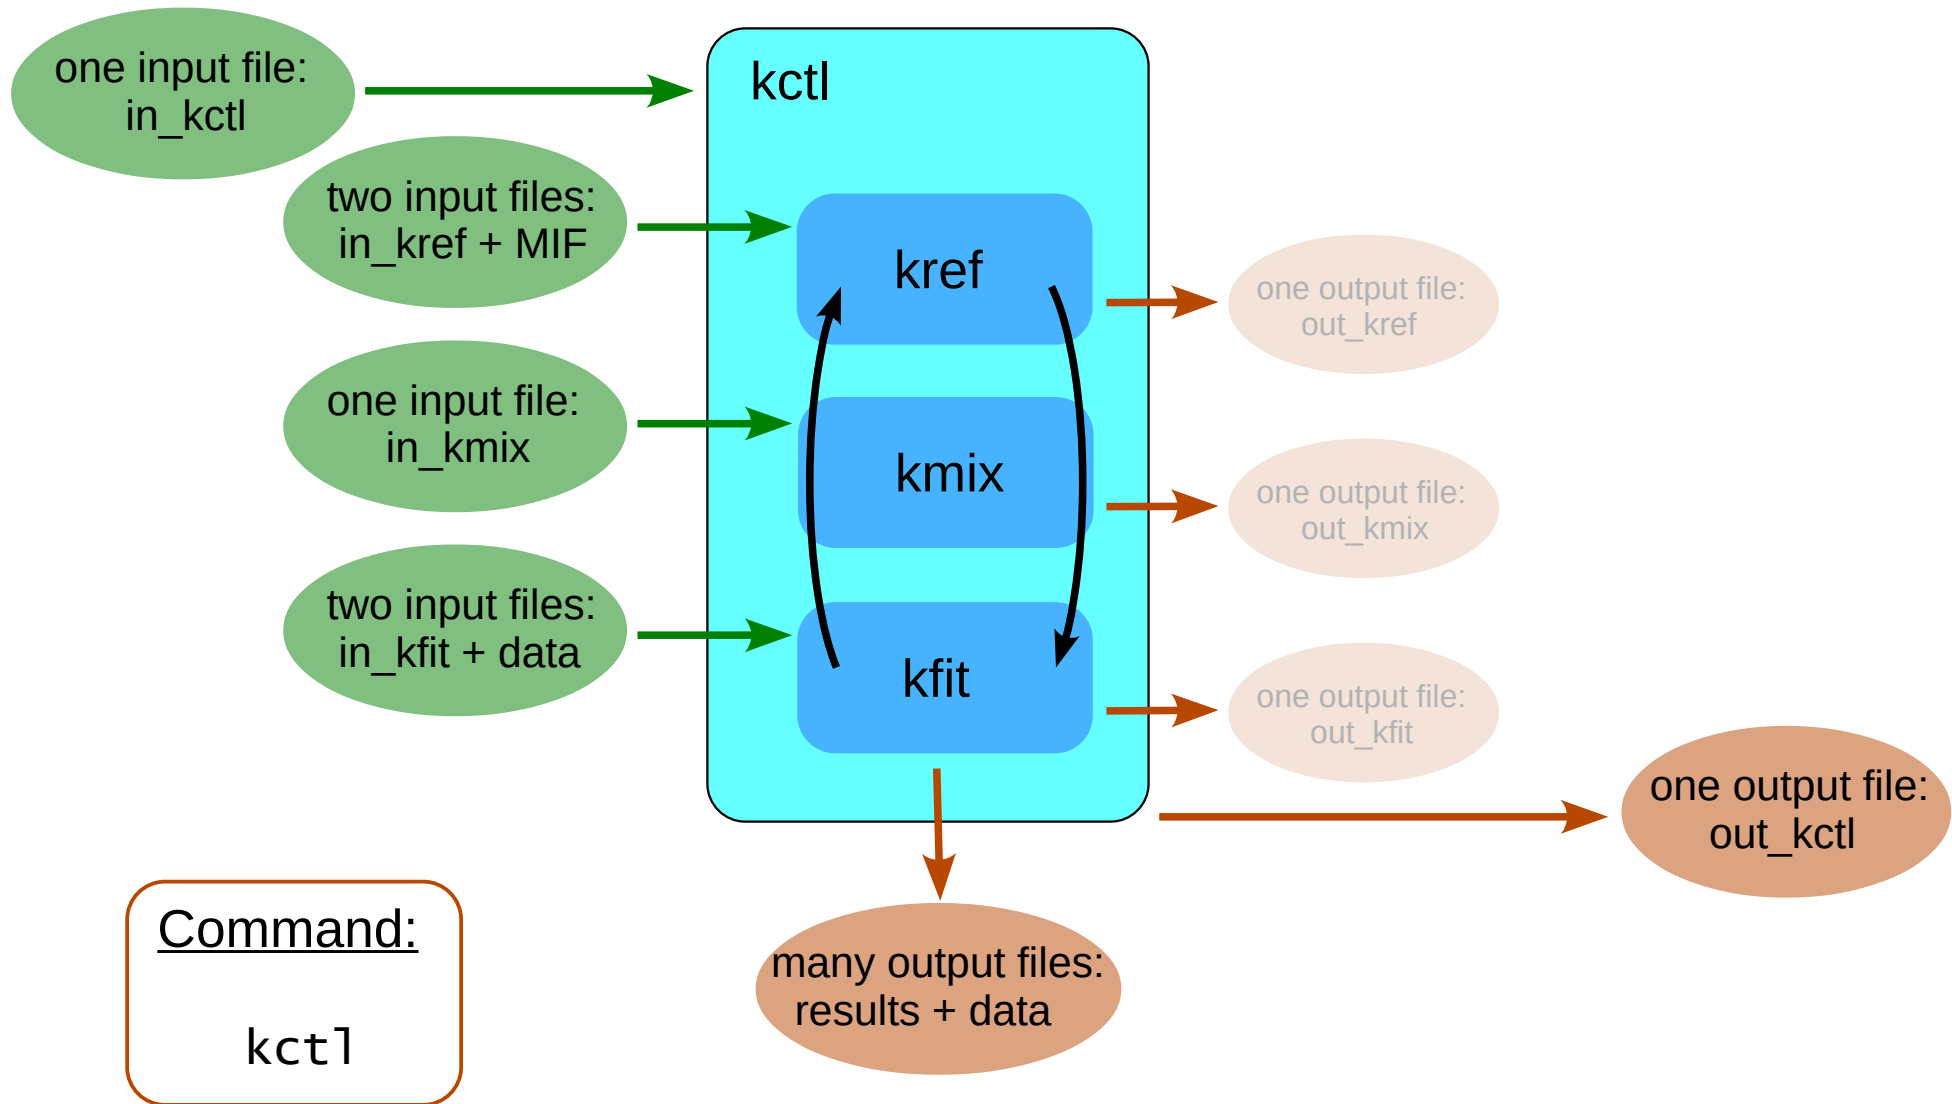 one input file:
in_kctl
kctl
two input files:
in_kref + MIF
kref
one output file:
out_kref
one input file:
in_kmix
kmix
one output file:
out_kmix
two input files:
in_kfit + data
kfit
one output file:
out_kfit
one output file:
out_kctl
many output files:
results + data
Command:
kctl